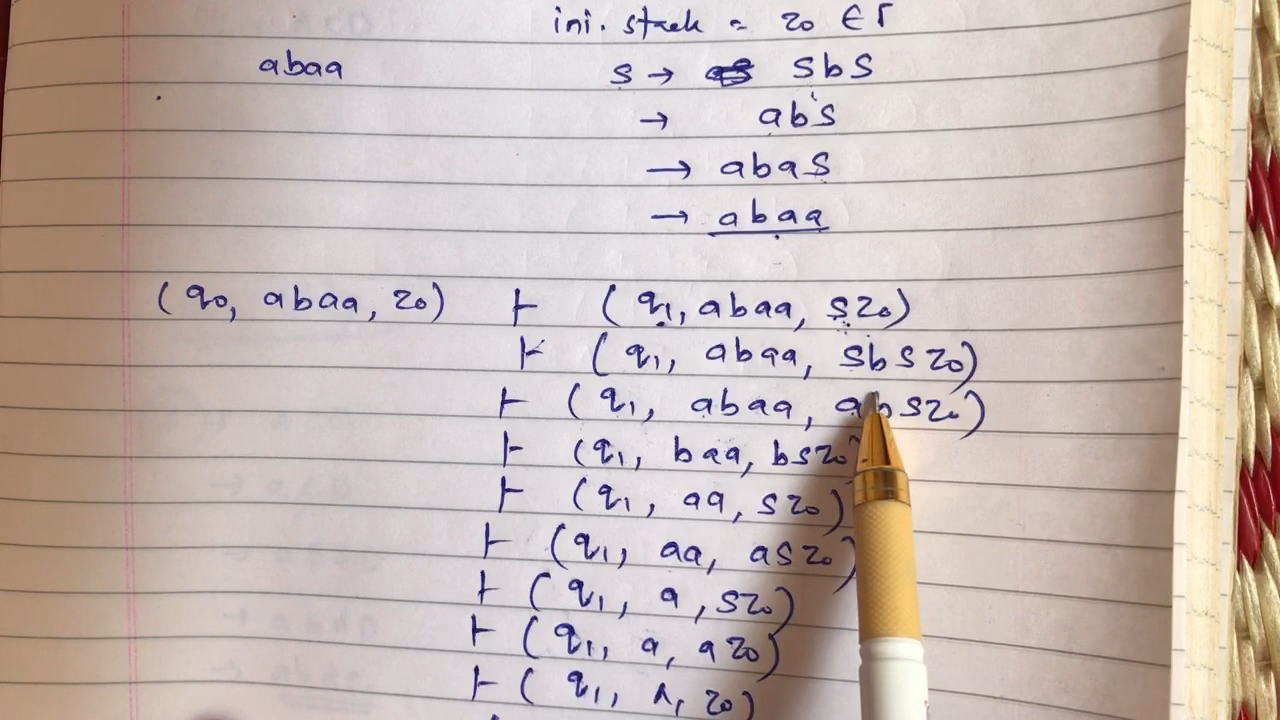 ini. stack = z0 ∈ Γ
abaa S → SbS
→ abS
→ abaS
→ abaa
(q0, abaa, z0) ⊢ (q1, abaa, Sz0)
⊢ (q1, abaa, SbSz0)
⊢ (q1, abaa, abSz0)
⊢ (q1, baa, bSz0)
⊢ (q1, aa, Sz0)
⊢ (q1, aa, aSz0)
⊢ (q1, a, Sz0)
⊢ (q1, a, az0)
⊢ (q1, λ, z0)